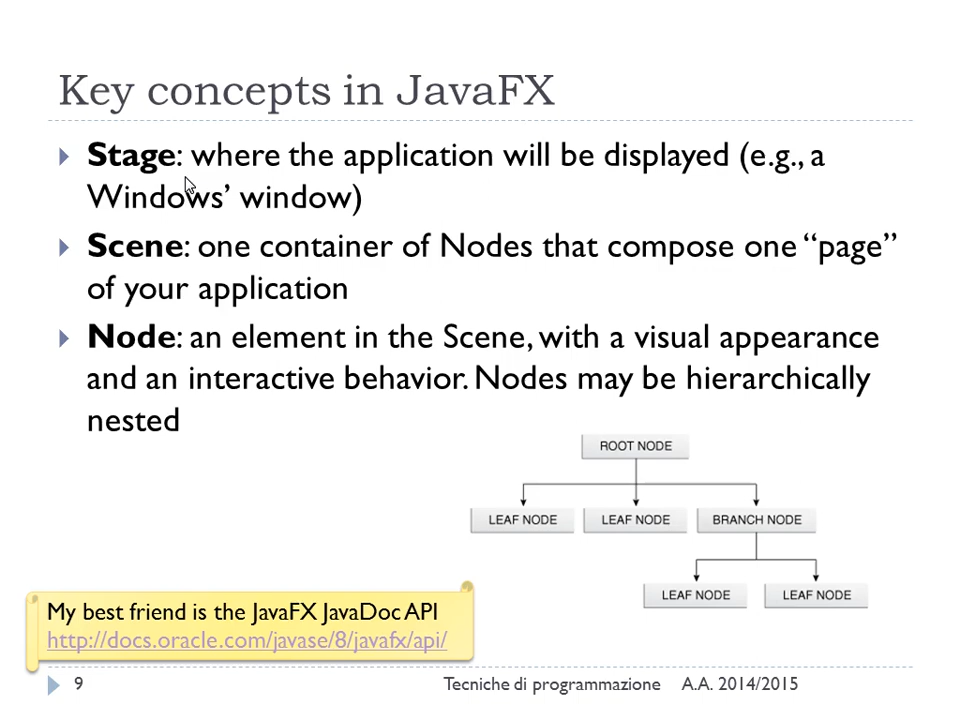 Key concepts in JavaFX
Stage: where the application will be displayed (e.g., a
Windows’ window)
Scene: one container of Nodes that compose one “page”
of your application
Node: an element in the Scene, with a visual appearance
and an interactive behavior. Nodes may be hierarchically
nested
ROOT NODE
LEAF NODE
LEAF NODE
BRANCH NODE
LEAF NODE
LEAF NODE
My best friend is the JavaFX JavaDoc API
http://docs.oracle.com/javase/8/javafx/api/
9
Tecniche di programmazione
A.A. 2014/2015